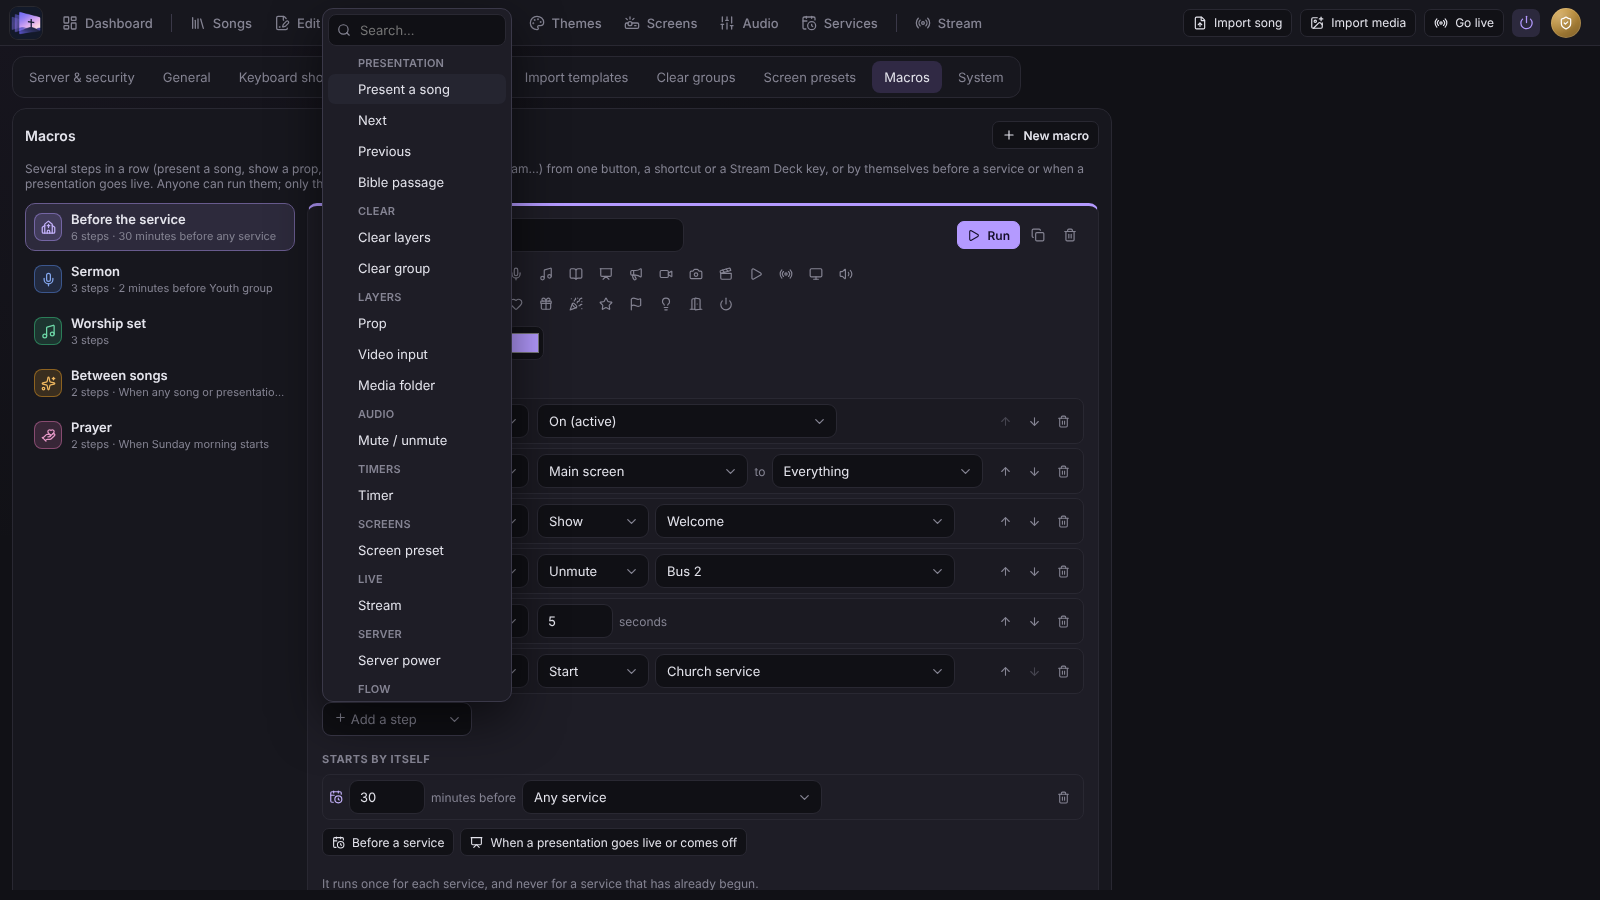 Dashboard
Songs
Edit
Search...
Themes
Screens
Audio
Services
Stream
Import song
Import media
Go live
Server & security
General
Keyboard sho
Import templates
Clear groups
Screen presets
Macros
System
PRESENTATION
Present a song
Next
Previous
Bible passage
CLEAR
Clear layers
Clear group
LAYERS
Prop
Video input
Media folder
AUDIO
Mute / unmute
TIMERS
Timer
SCREENS
Screen preset
LIVE
Stream
SERVER
Server power
FLOW
Macros
New macro
Several steps in a row (present a song, show a prop, am...) from one button, a shortcut or a Stream Deck key, or by themselves before a service or when a
presentation goes live. Anyone can run them; only th
Before the service
6 steps · 30 minutes before any service
Sermon
3 steps · 2 minutes before Youth group
Worship set
3 steps
Between songs
2 steps · When any song or presentatio...
Prayer
2 steps · When Sunday morning starts
Run
On (active)
Main screen to Everything
Show Welcome
Unmute Bus 2
5 seconds
Start Church service
+ Add a step
STARTS BY ITSELF
30 minutes before Any service
Before a service
When a presentation goes live or comes off
It runs once for each service, and never for a service that has already begun.